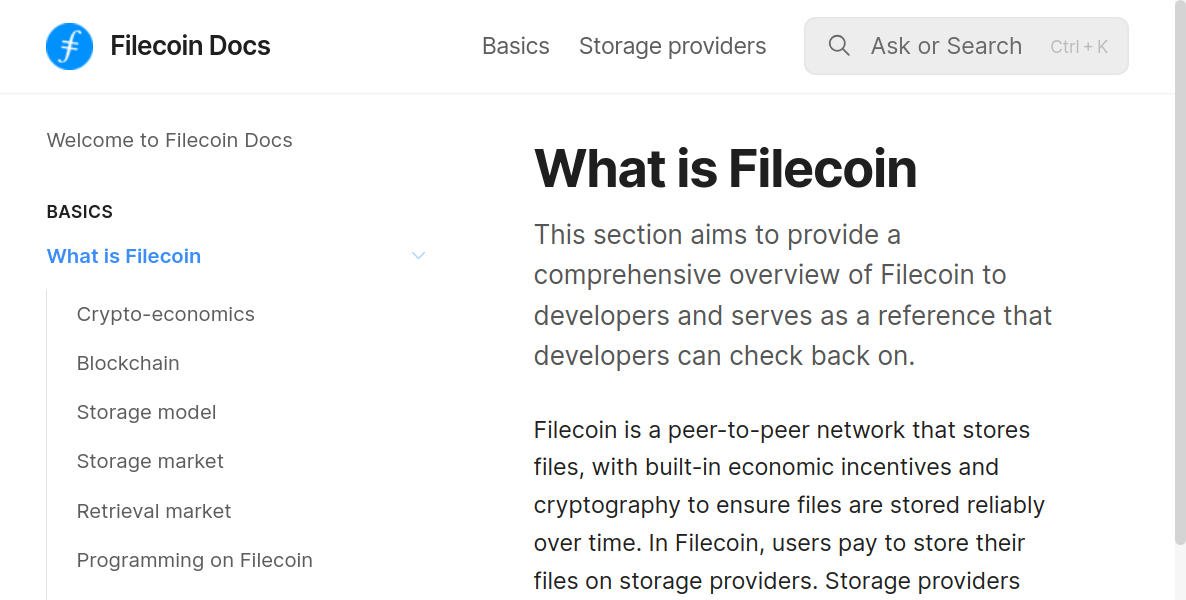 Filecoin Docs
Basics
Storage providers
Ask or Search
Ctrl + K
Welcome to Filecoin Docs
BASICS
What is Filecoin
Crypto-economics
Blockchain
Storage model
Storage market
Retrieval market
Programming on Filecoin
What is Filecoin
This section aims to provide a
comprehensive overview of Filecoin to
developers and serves as a reference that
developers can check back on.
Filecoin is a peer-to-peer network that stores
files, with built-in economic incentives and
cryptography to ensure files are stored reliably
over time. In Filecoin, users pay to store their
files on storage providers. Storage providers